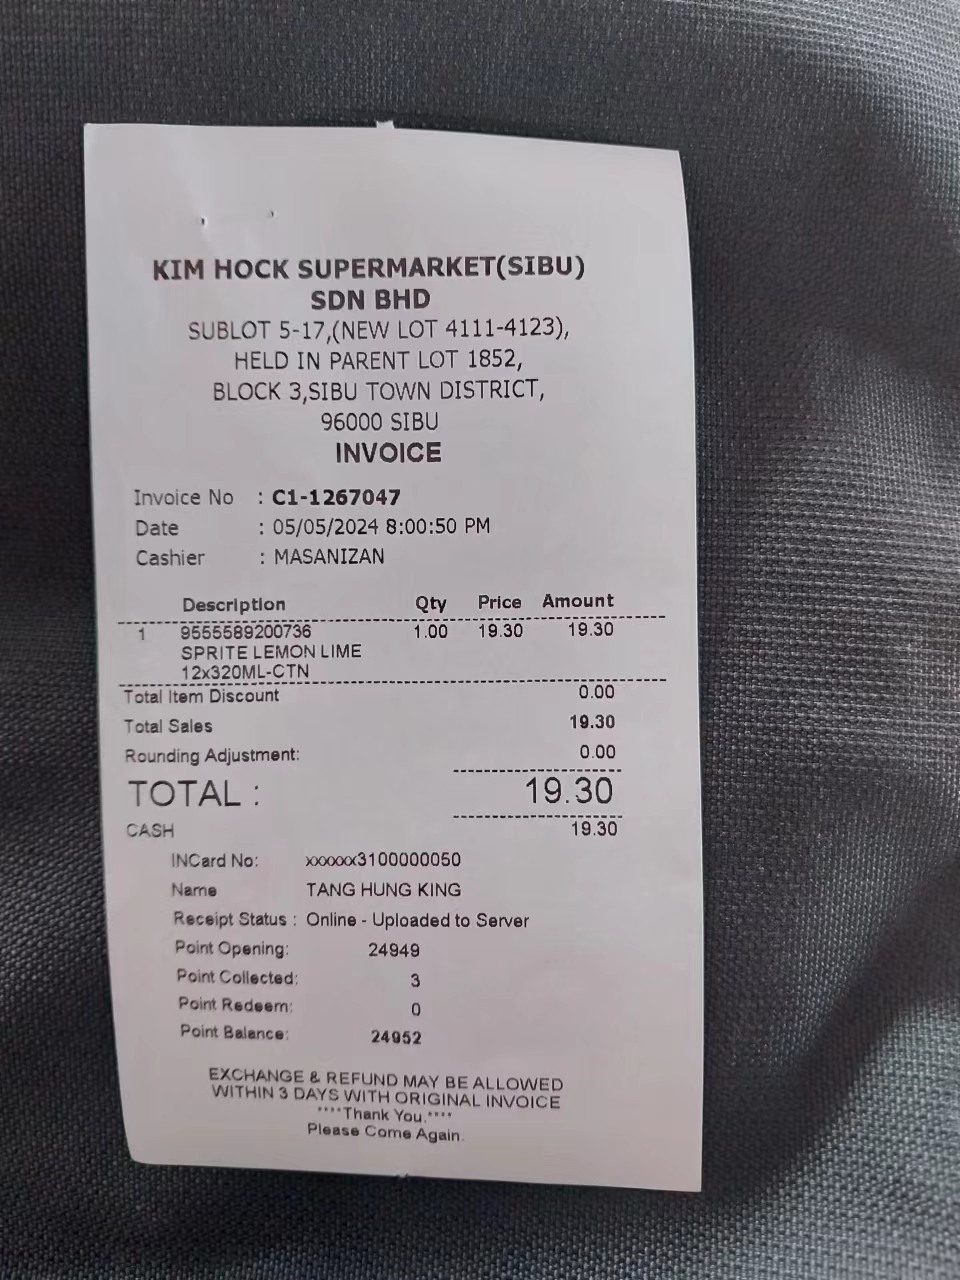 KIM HOCK SUPERMARKET(SIBU)
SDN BHD
SUBLOT 5-17,(NEW LOT 4111-4123),
HELD IN PARENT LOT 1852,
BLOCK 3,SIBU TOWN DISTRICT,
96000 SIBU
INVOICE
Invoice No : C1-1267047
Date : 05/05/2024 8:00:50 PM
Cashier : MASANIZAN
Description Qty Price Amount
1 9555589200736 1.00 19.30 19.30
SPRITE LEMON LIME
12x320ML-CTN
Total Item Discount 0.00
Total Sales 19.30
Rounding Adjustment: 0.00
TOTAL : 19.30
CASH 19.30
INCard No: xxxxxx3100000050
Name TANG HUNG KING
Receipt Status : Online - Uploaded to Server
Point Opening: 24949
Point Collected: 3
Point Redeem: 0
Point Balance: 24952
EXCHANGE & REFUND MAY BE ALLOWED
WITHIN 3 DAYS WITH ORIGINAL INVOICE
****Thank You.****
Please Come Again.